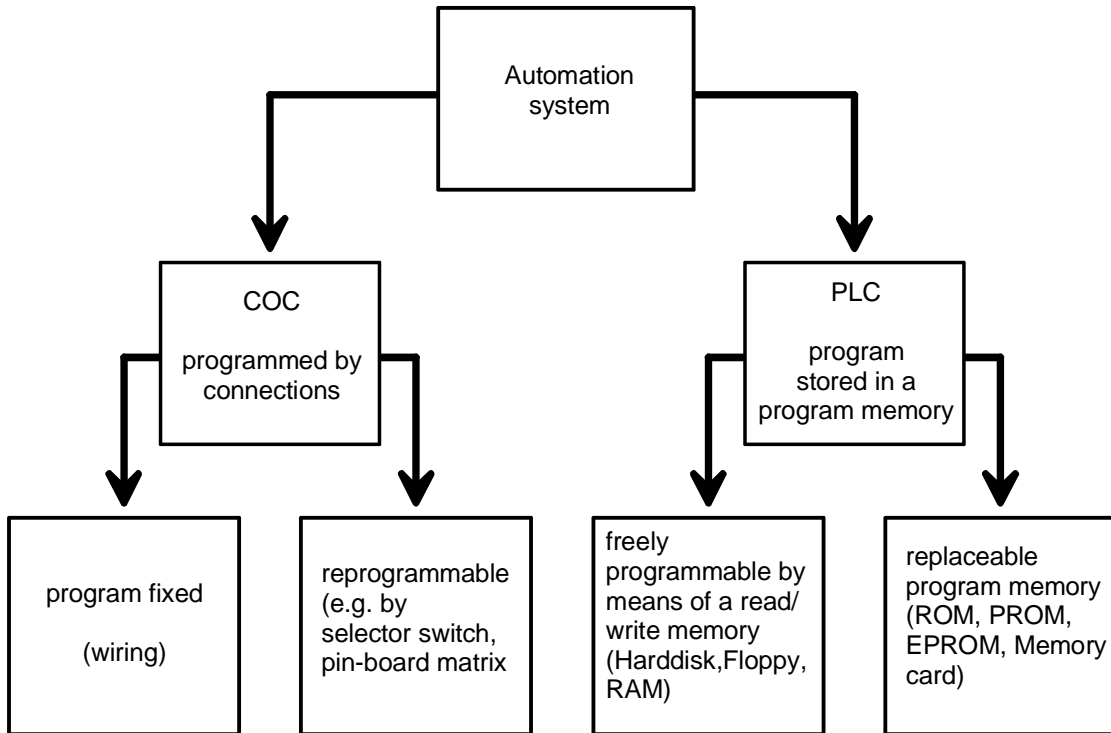 Automation
system
COC
programmed by
connections
PLC
program
stored in a
program memory
program fixed
(wiring)
reprogrammable
(e.g. by
selector switch,
pin-board matrix
freely
programmable by
means of a read/
write memory
(Harddisk,Floppy,
RAM)
replaceable
program memory
(ROM, PROM,
EPROM, Memory
card)